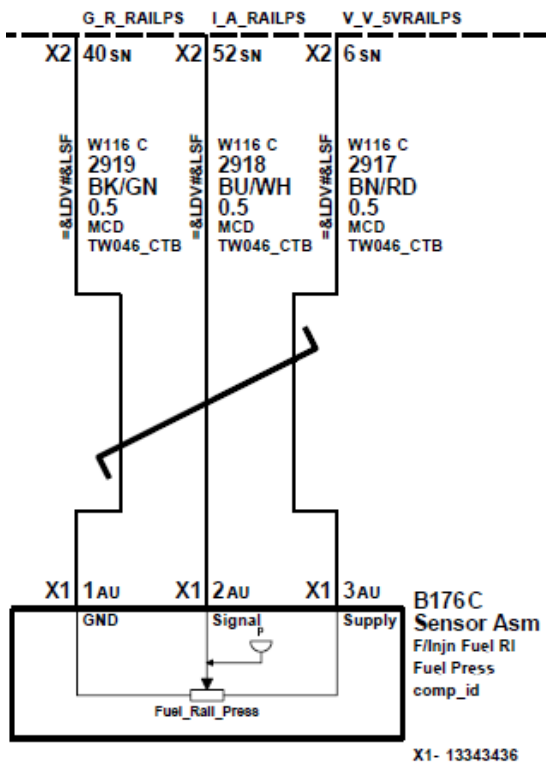 G_R_RAILPS I_A_RAILPS V_V_5VRAILPS
X2 40 SN X2 52 SN X2 6 SN
=&LDV#&LSF =&LDV#&LSF =&LDV#&LSF
W116 C W116 C W116 C
2919 2918 2917
BK/GN BU/WH BN/RD
0.5 0.5 0.5
MCD MCD MCD
TW046_CTB TW046_CTB TW046_CTB
X1 1 AU X1 2 AU X1 3 AU
GND Signal Supply
P
Fuel_Rail_Press
B176C
Sensor Asm
F/Injn Fuel Rl
Fuel Press
comp_id
X1- 13343436